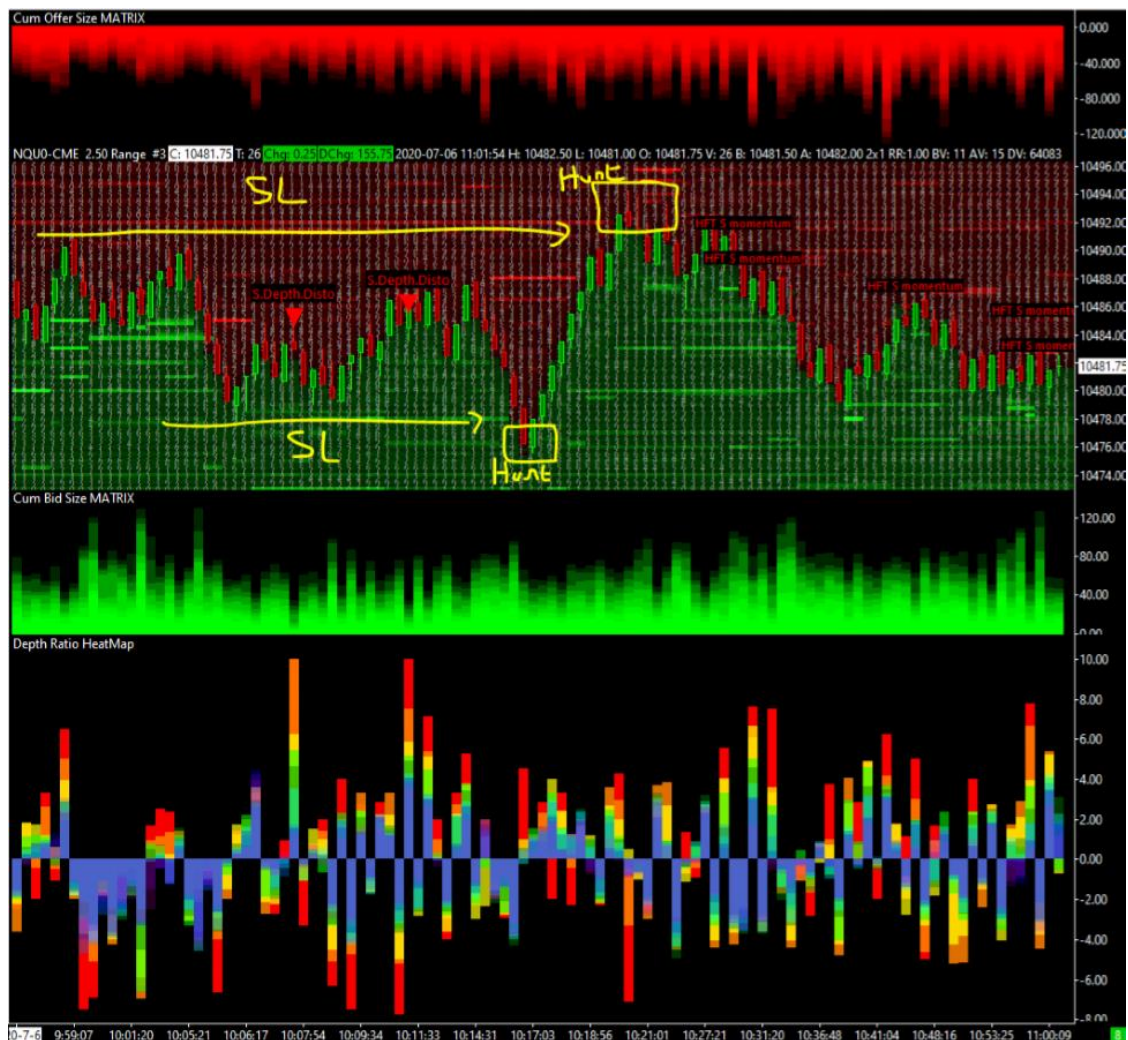 Cum Offer Size MATRIX
0.000
-40.000
-80.000
-120.000
NQU0-CME 2.50 Range #3 C: 10481.75 T: 26 Chg: 0.25 DChg: 155.75 2020-07-06 11:01:54 H: 10482.50 L: 10481.00 O: 10481.75 V: 26 B: 10481.50 A: 10482.00 2x1 RR:1.00 BV: 11 AV: 15 DV: 64083
10496.00
Hunt
SL
10494.00
HFT S momentum
10492.00
10490.00
HFT S momentum
S.Depth.Disto
S.Depth.Disto
10488.00
HFT S momentum
10486.00
HFT S momentum
10484.00
HFT S momen
10481.75
10480.00
10478.00
SL
10476.00
Hunt
10474.00
Cum Bid Size MATRIX
120.00
80.00
40.00
0.00
Depth Ratio HeatMap
10.00
8.00
6.00
4.00
2.00
0.00
-2.00
-4.00
-6.00
-8.00
0-7-6 9:59:07 10:01:20 10:05:21 10:06:17 10:07:54 10:09:34 10:11:33 10:14:31 10:17:03 10:18:56 10:21:09 10:27:21 10:31:20 10:36:48 10:41:04 10:48:16 10:53:25 11:00:09